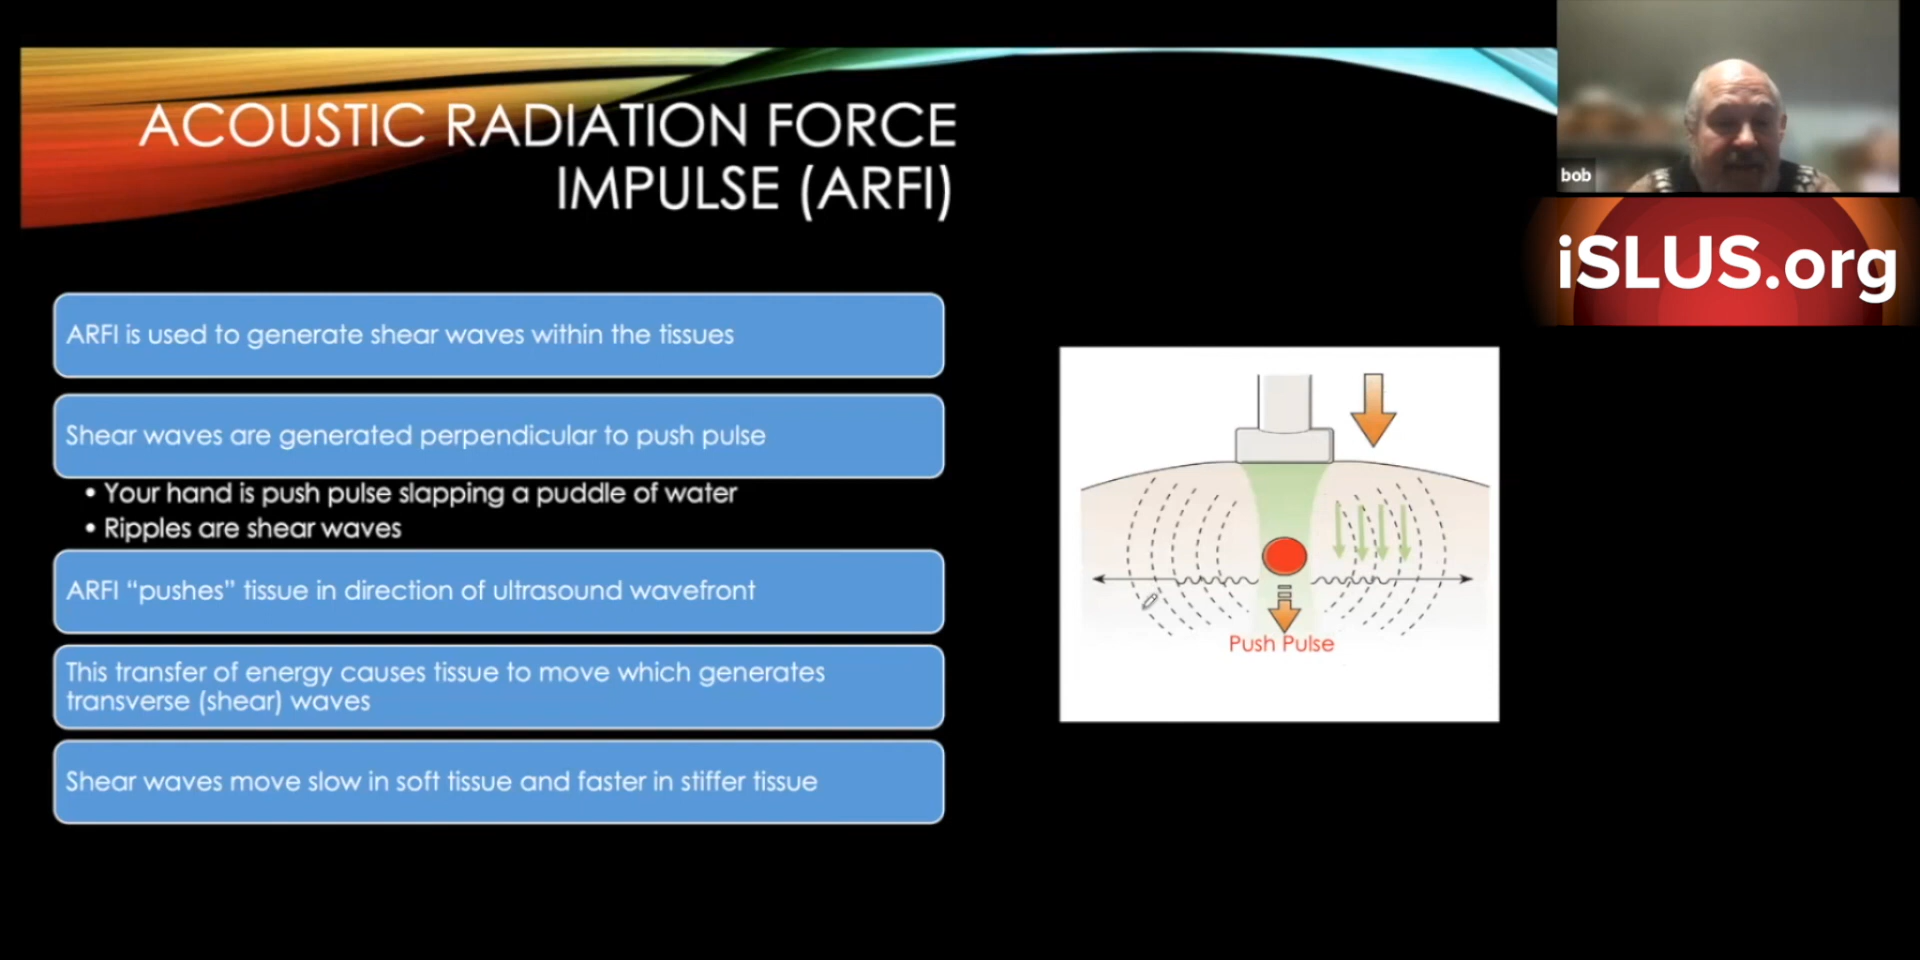 ACOUSTIC RADIATION FORCE
IMPULSE (ARFI)
bob
iSLUS.org
ARFI is used to generate shear waves within the tissues
Shear waves are generated perpendicular to push pulse
• Your hand is push pulse slapping a puddle of water
• Ripples are shear waves
ARFI “pushes” tissue in direction of ultrasound wavefront
This transfer of energy causes tissue to move which generates
transverse (shear) waves
Shear waves move slow in soft tissue and faster in stiffer tissue
Push Pulse